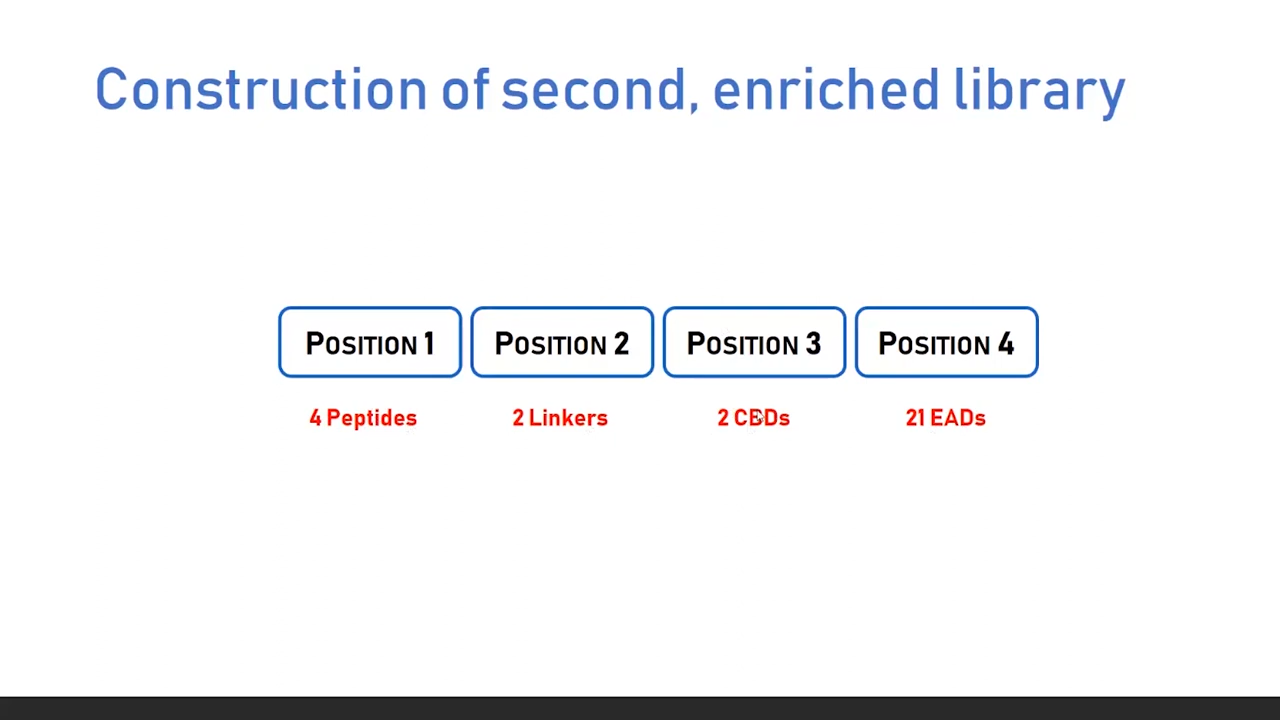 Construction of second, enriched library
Position 1 Position 2 Position 3 Position 4
4 Peptides 2 Linkers 2 CBDs 21 EADs